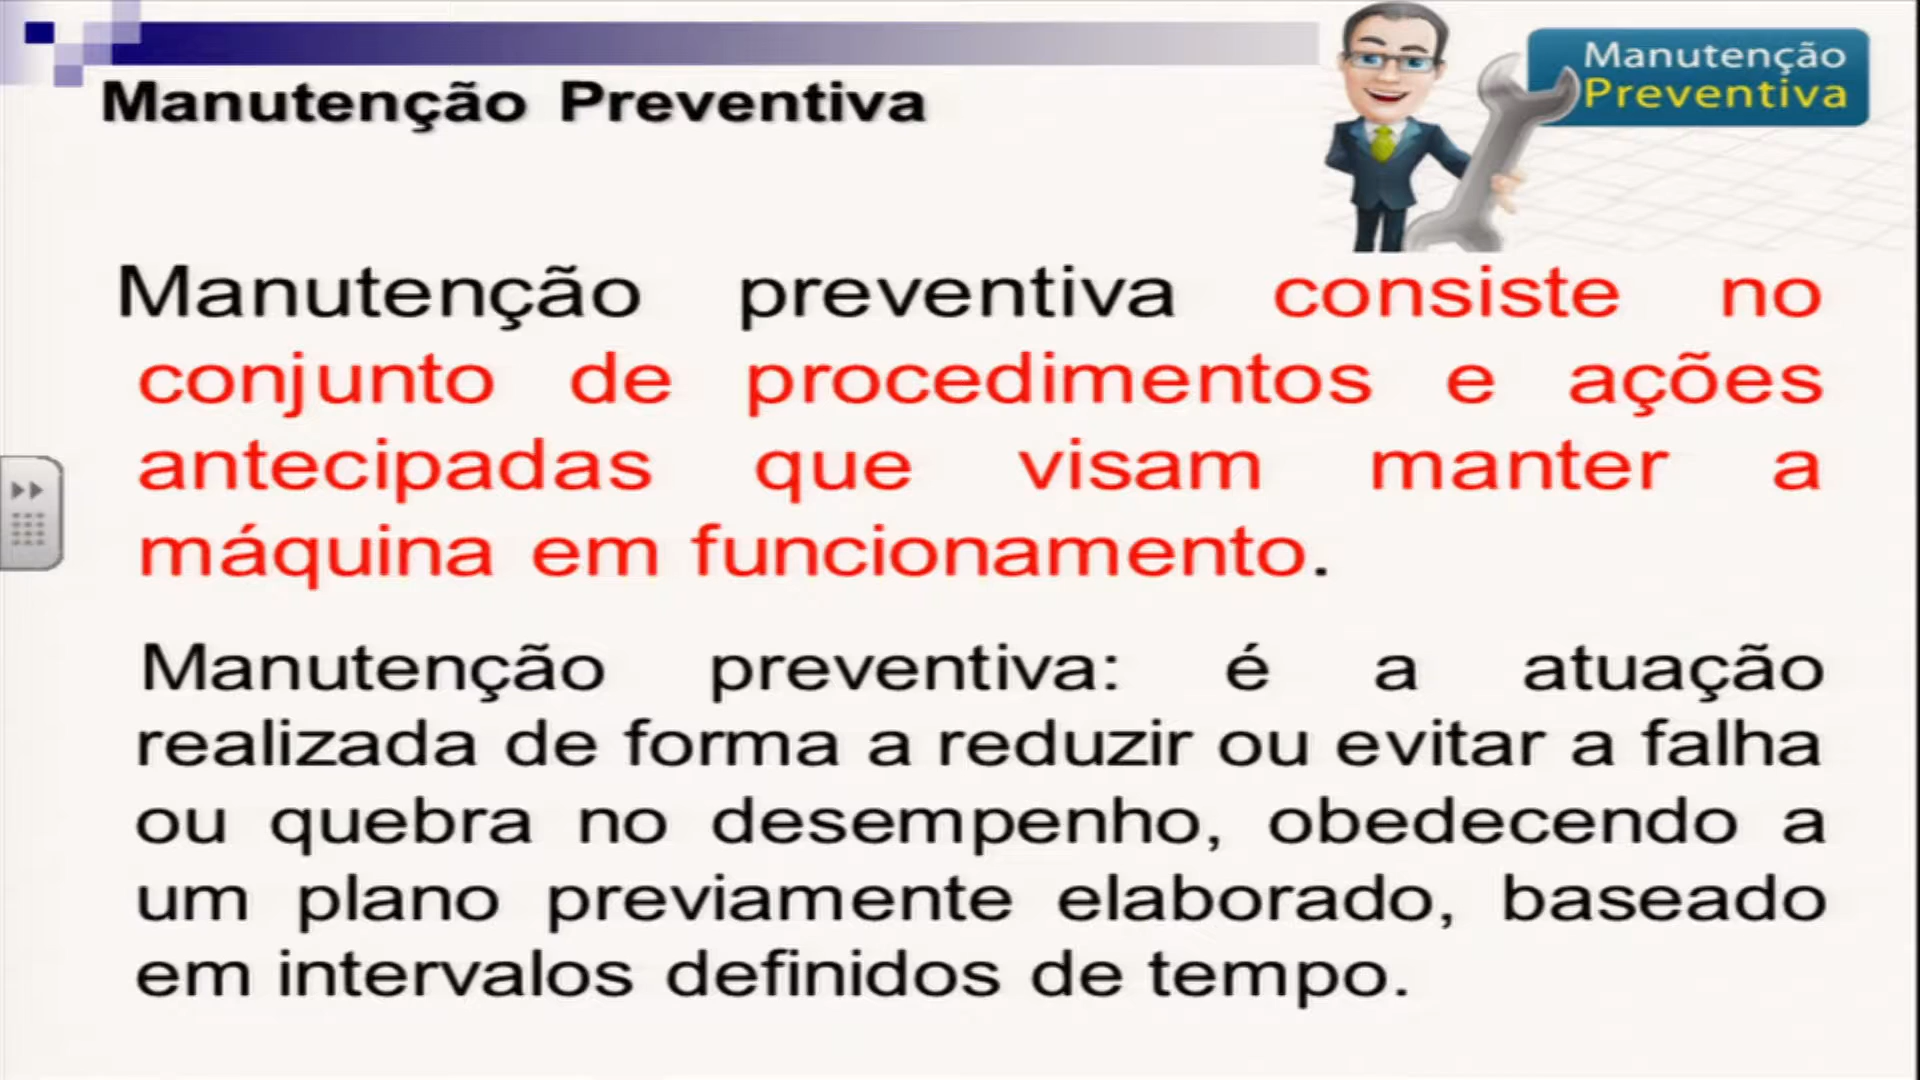 Manutenção
Preventiva
Manutenção Preventiva
Manutenção preventiva consiste no
conjunto de procedimentos e ações
antecipadas que visam manter a
máquina em funcionamento.
Manutenção preventiva: é a atuação
realizada de forma a reduzir ou evitar a falha
ou quebra no desempenho, obedecendo a
um plano previamente elaborado, baseado
em intervalos definidos de tempo.